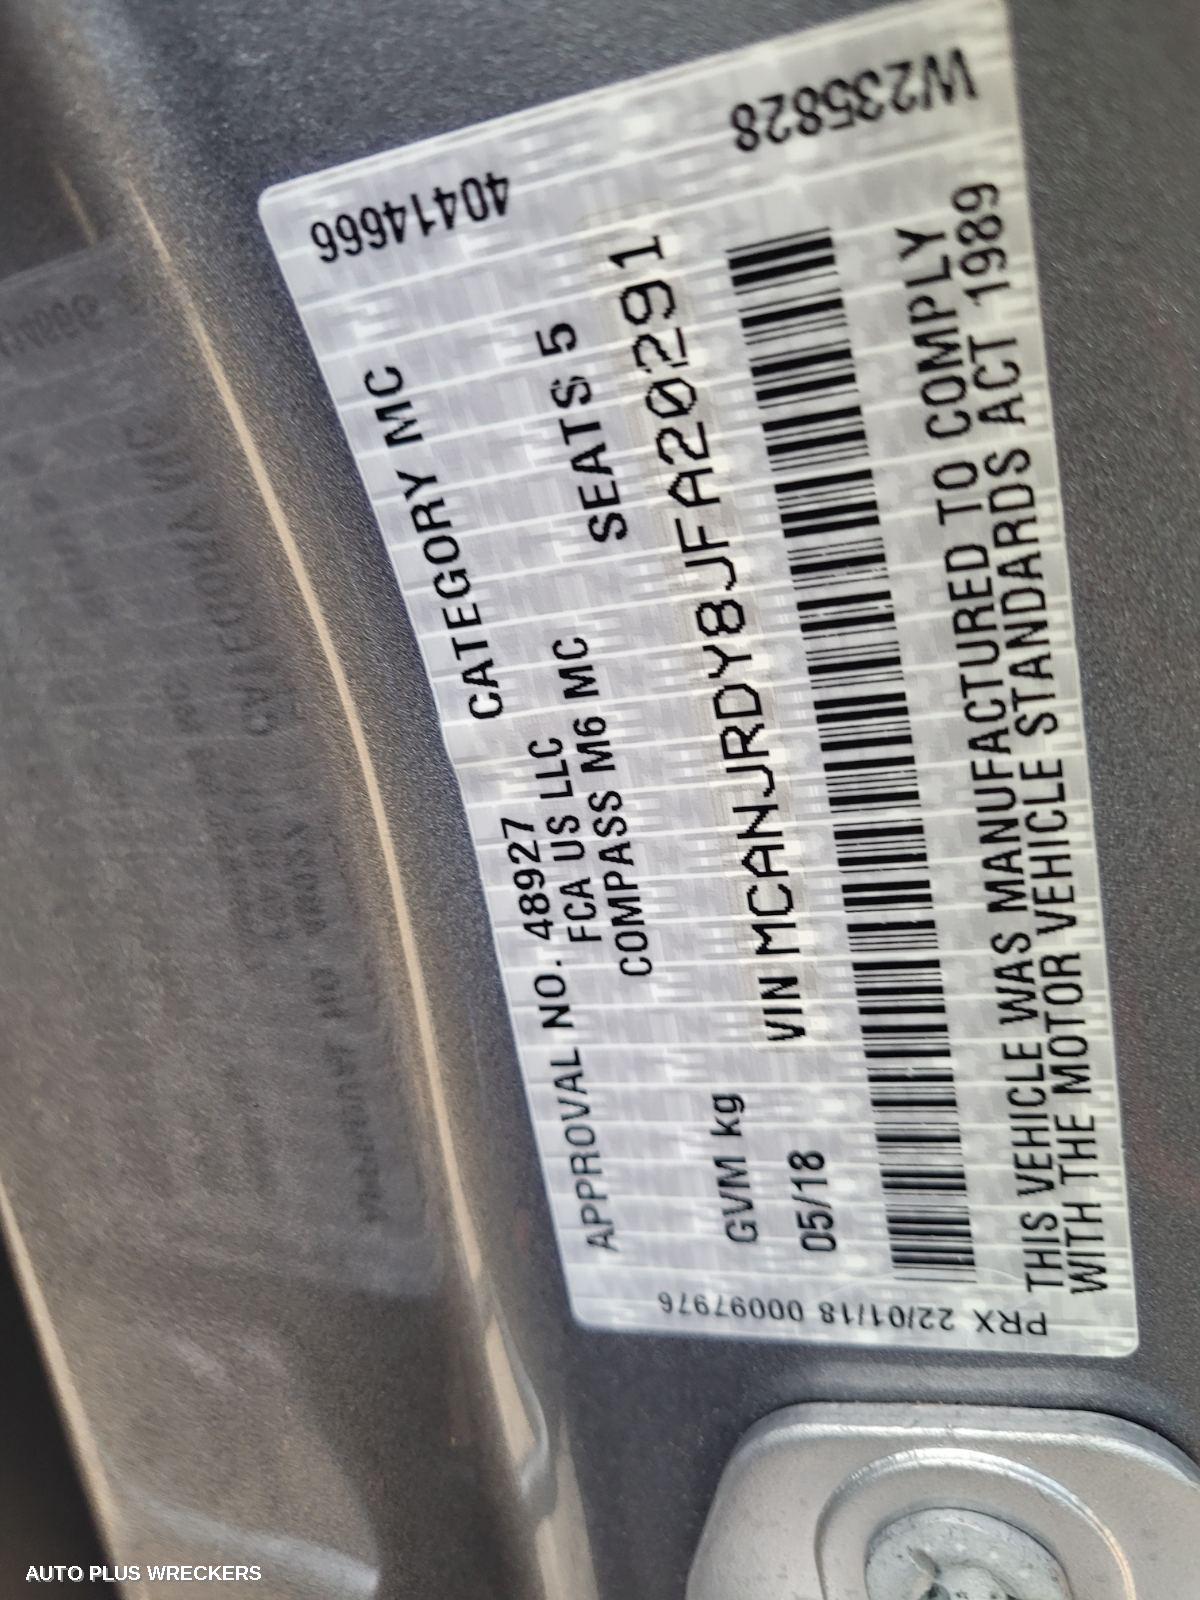 40414666
W235828
APPROVAL NO. 48927 CATEGORY MC
FCA US LLC
COMPASS M6 MC SEATS 5
GVM kg
05/18 VIN MCANJRDY8JFA20291
THIS VEHICLE WAS MANUFACTURED TO COMPLY
WITH THE MOTOR VEHICLE STANDARDS ACT 1989
PRX 22/01/18 00097976
AUTO PLUS WRECKERS